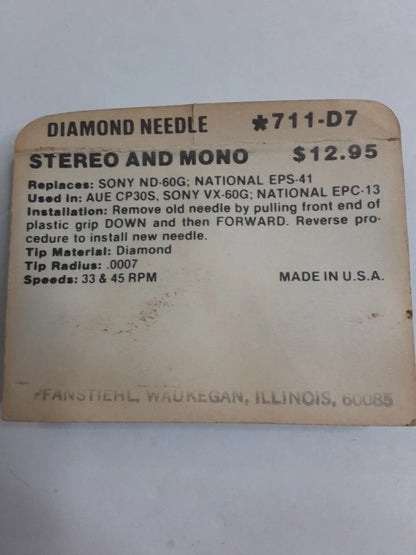 DIAMOND NEEDLE *711-D7
STEREO AND MONO $12.95
Replaces: SONY ND-60G; NATIONAL EPS-41
Used in: AUE CP30S, SONY VX-60G; NATIONAL EPC-13
Installation: Remove old needle by pulling front end of
plastic grip DOWN and then FORWARD. Reverse pro-
cedure to install new needle.
Tip Material: Diamond
Tip Radius: .0007
Speeds: 33 & 45 RPM MADE IN U.S.A.
PFANSTIEHL, WAUKEGAN, ILLINOIS, 60085